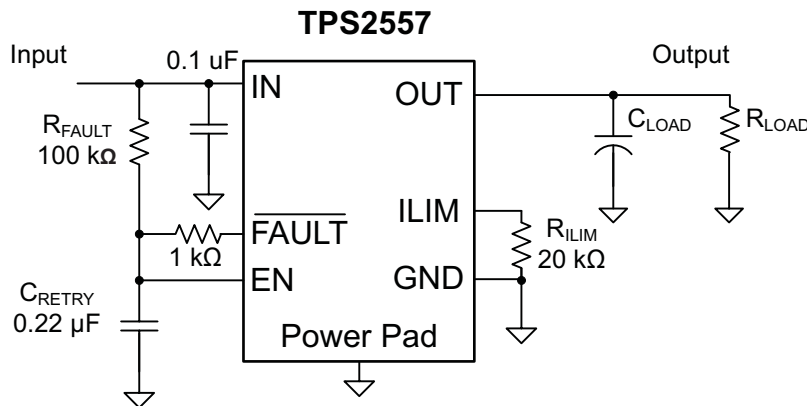 TPS2557
Input
0.1 uF
Output
IN
OUT
R_FAULT
100 kΩ
C_LOAD
R_LOAD
ILIM
FAULT
R_ILIM
1 kΩ
20 kΩ
EN
GND
C_RETRY
0.22 µF
Power Pad